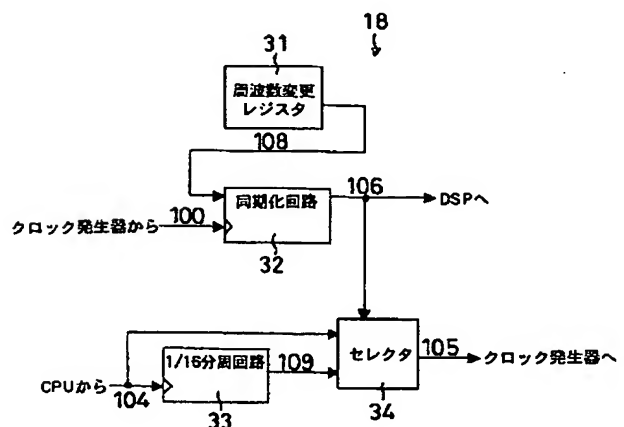 18
31
周波数変更
レジスタ
108
同期化回路
106
DSPへ
クロック発生器から
100
32
1/16分周回路
109
セレクタ
105
クロック発生器へ
CPUから
104
33
34